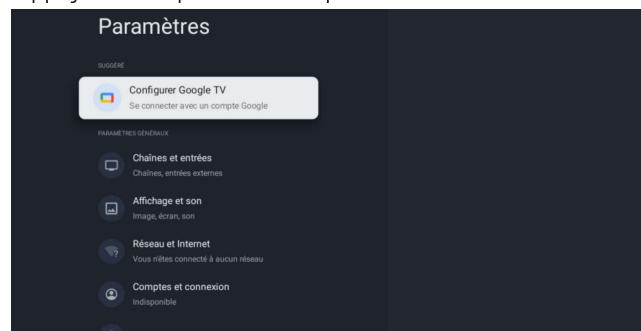 Paramètres
SUGGÉRÉ
Configurer Google TV
Se connecter avec un compte Google
PARAMÈTRES GÉNÉRAUX
Chaînes et entrées
Chaînes, entrées externes
Affichage et son
Image, écran, son
Réseau et Internet
Vous n'êtes connecté à aucun réseau
Comptes et connexion
Indisponible